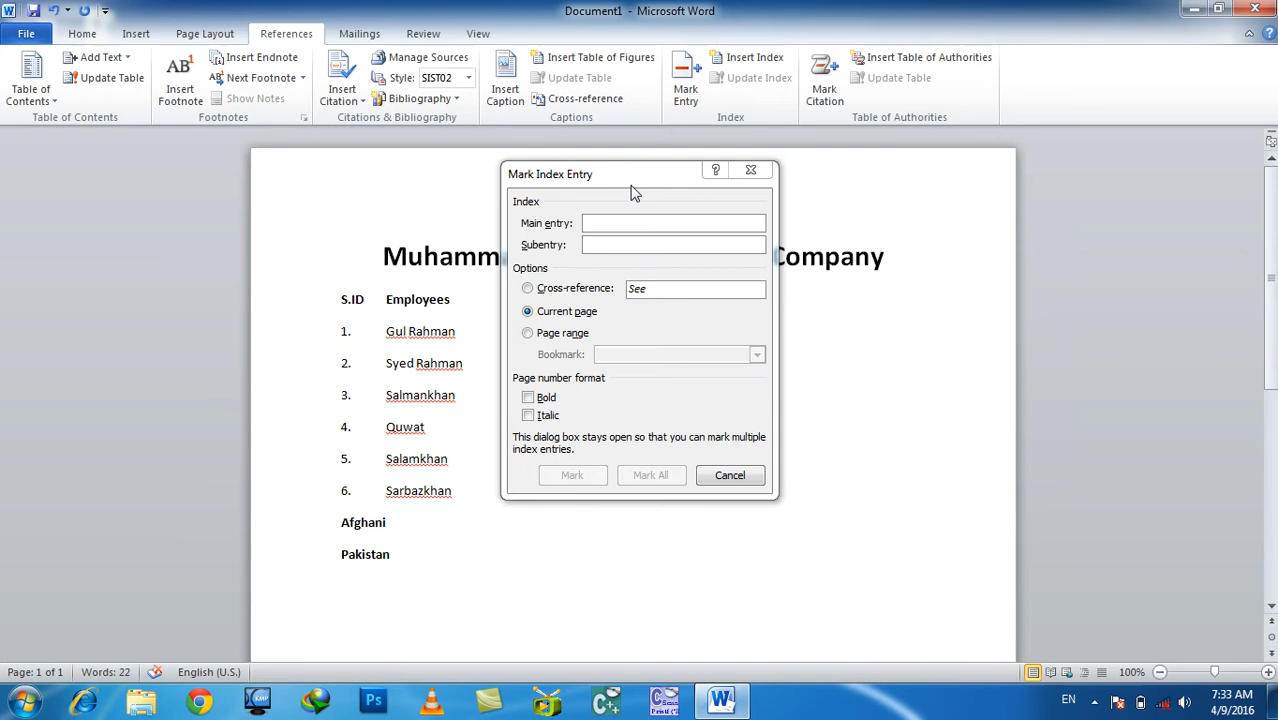 Document1 - Microsoft Word
File Home Insert Page Layout References Mailings Review View
Table of Contents
Add Text
Update Table
Table of Contents
AB1
Insert Footnote
Insert Endnote
Next Footnote
Show Notes
Footnotes
Insert Citation
Manage Sources
Style: SIST02
Bibliography
Citations & Bibliography
Insert Caption
Insert Table of Figures
Update Table
Cross-reference
Captions
Mark Entry
Insert Index
Update Index
Index
Mark Citation
Insert Table of Authorities
Update Table
Table of Authorities
Mark Index Entry
Index
Main entry:
Subentry:
Options
Cross-reference: See
Current page
Page range
Bookmark:
Page number format
Bold
Italic
This dialog box stays open so that you can mark multiple
index entries.
Mark Mark All Cancel
Company
S.ID Employees
1. Gul Rahman
2. Syed Rahman
3. Salmankhan
4. Quwat
5. Salamkhan
6. Sarbazkhan
Afghani
Pakistan
Page: 1 of 1 Words: 22 English (U.S.) 100%
EN 7:33 AM
4/9/2016